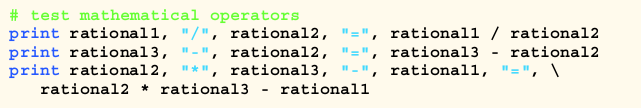 # test mathematical operators
print rational1, "/", rational2, "=", rational1 / rational2
print rational3, "-", rational2, "=", rational3 - rational2
print rational2, "*", rational3, "-", rational1, "=", \
rational2 * rational3 - rational1